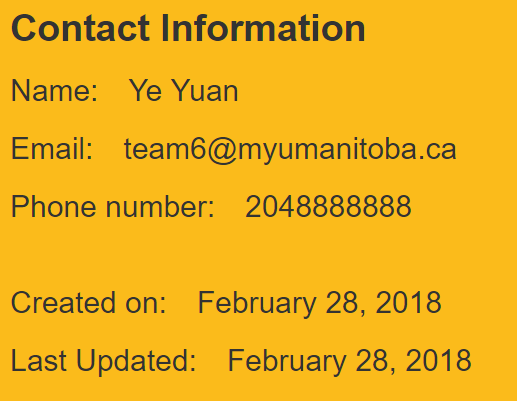 Contact Information
Name: Ye Yuan
Email: team6@myumanitoba.ca
Phone number: 2048888888
Created on: February 28, 2018
Last Updated: February 28, 2018